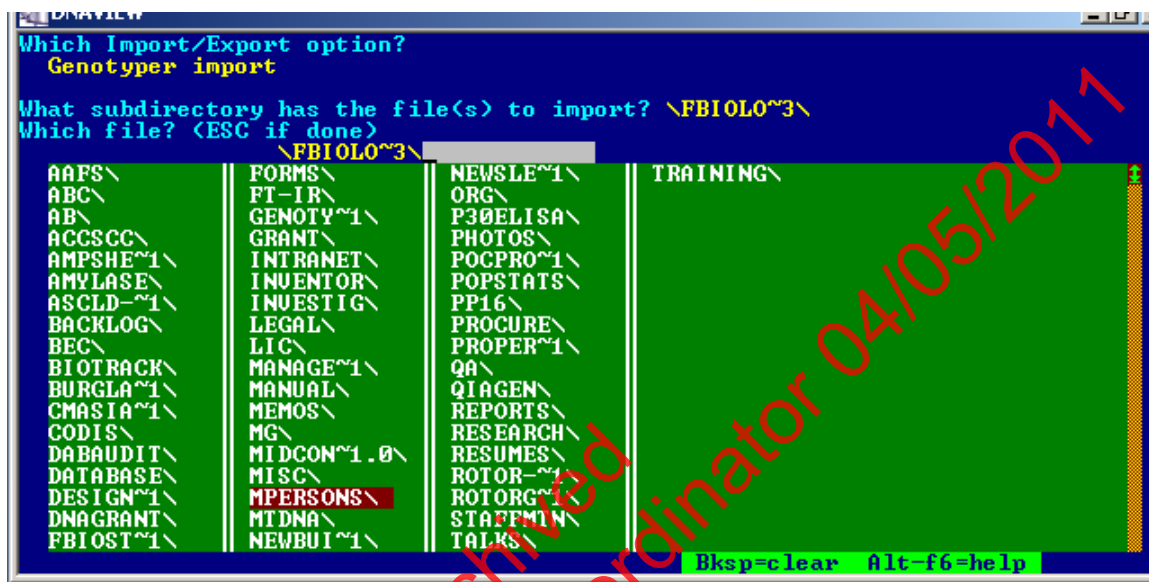 DNAVIEW
Which Import/Export option?
Genotyper import
What subdirectory has the file(s) to import? \FBIOLO~3\
Which file? (ESC if done)
\FBIOLO~3\
AAFS\ FORMS\ NEWSLE~1\ TRAINING\
ABC\ FT-IR\ ORG\
AB\ GENOTY~1\ P30ELISA\
ACCSCC\ GRANT\ PHOTOS\
AMPSHE~1\ INTRANET\ POCPRO~1\
AMYLASE\ INVENTOR\ POPSTATS\
ASCLD-~1\ INVESTIG\ PP16\
BACKLOG\ LEGAL\ PROCURE\
BEC\ LIC\ PROPER~1\
BIOTRACK\ MANAGE~1\ QA\
BURGLA~1\ MANUAL\ QIAGEN\
CMASIA~1\ MEMOS\ REPORTS\
CODIS\ MG\ RESEARCH\
DABAUDIT\ MIDCON~1.0\ RESUMES\
DATABASE\ MISC\ ROTOR-~1\
DESIGN~1\ MPERSONS\ ROTORG~1\
DNAGRANT\ MTDNA\ STAFFMTN\
FBIOST~1\ NEWBUI~1\ TALKS\
Bksp=clear Alt-f6=help
04/05/2011